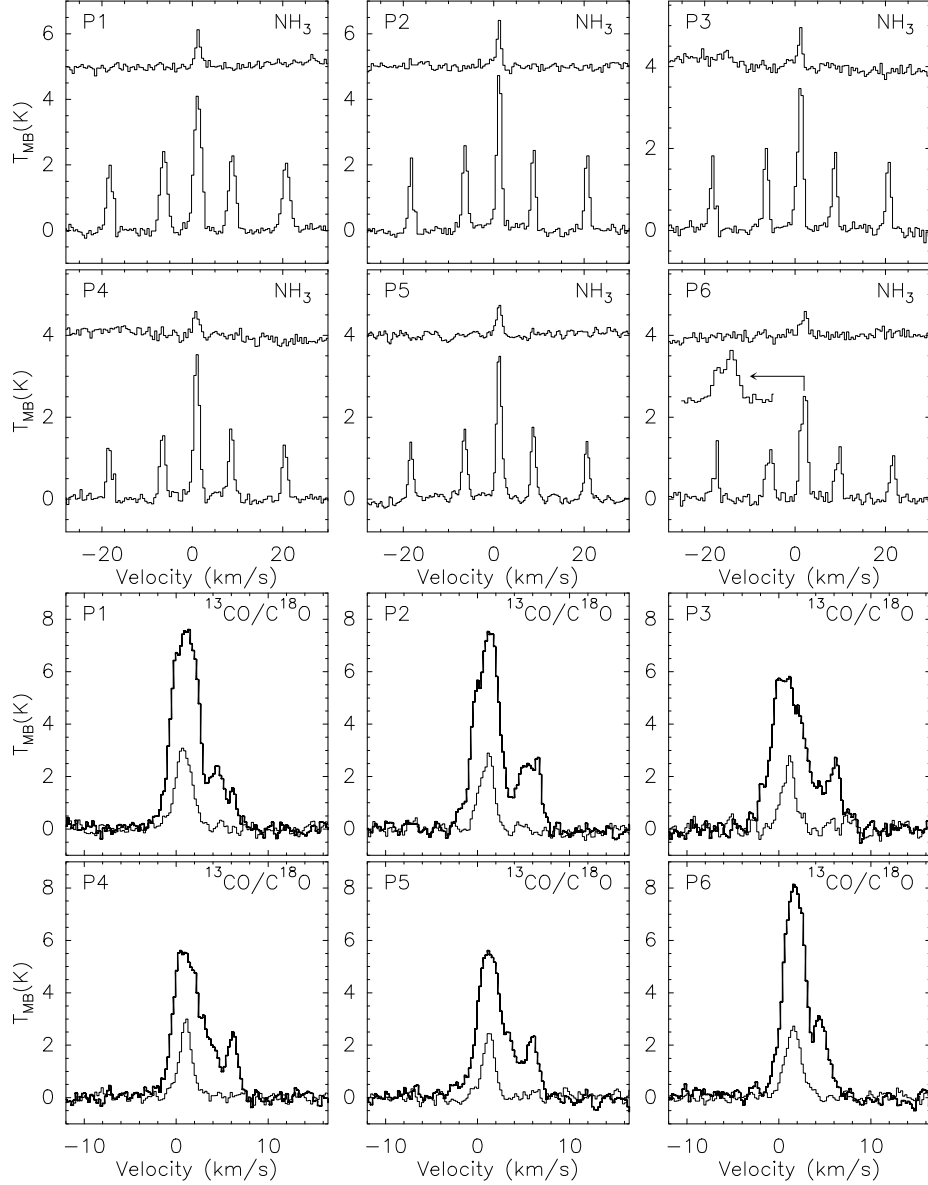 P1 NH3 P2 NH3 P3 NH3
6 6
4
4 4
2
2 2
0 0 0
TMB(K)
P4 NH3 P5 NH3 P6 NH3
4 4 4
2 2 2
0 0 0
TMB(K)
−20 0 20 −20 0 20 −20 0 20
Velocity (km/s) Velocity (km/s) Velocity (km/s)
P1 13CO/C18O P2 13CO/C18O P3 13CO/C18O
8 8 8
6 6 6
4 4 4
2 2 2
0 0 0
TMB(K)
P4 13CO/C18O P5 13CO/C18O P6 13CO/C18O
8 8 8
6 6 6
4 4 4
2 2 2
0 0 0
TMB(K)
−10 0 10 −10 0 10 −10 0 10
Velocity (km/s) Velocity (km/s) Velocity (km/s)